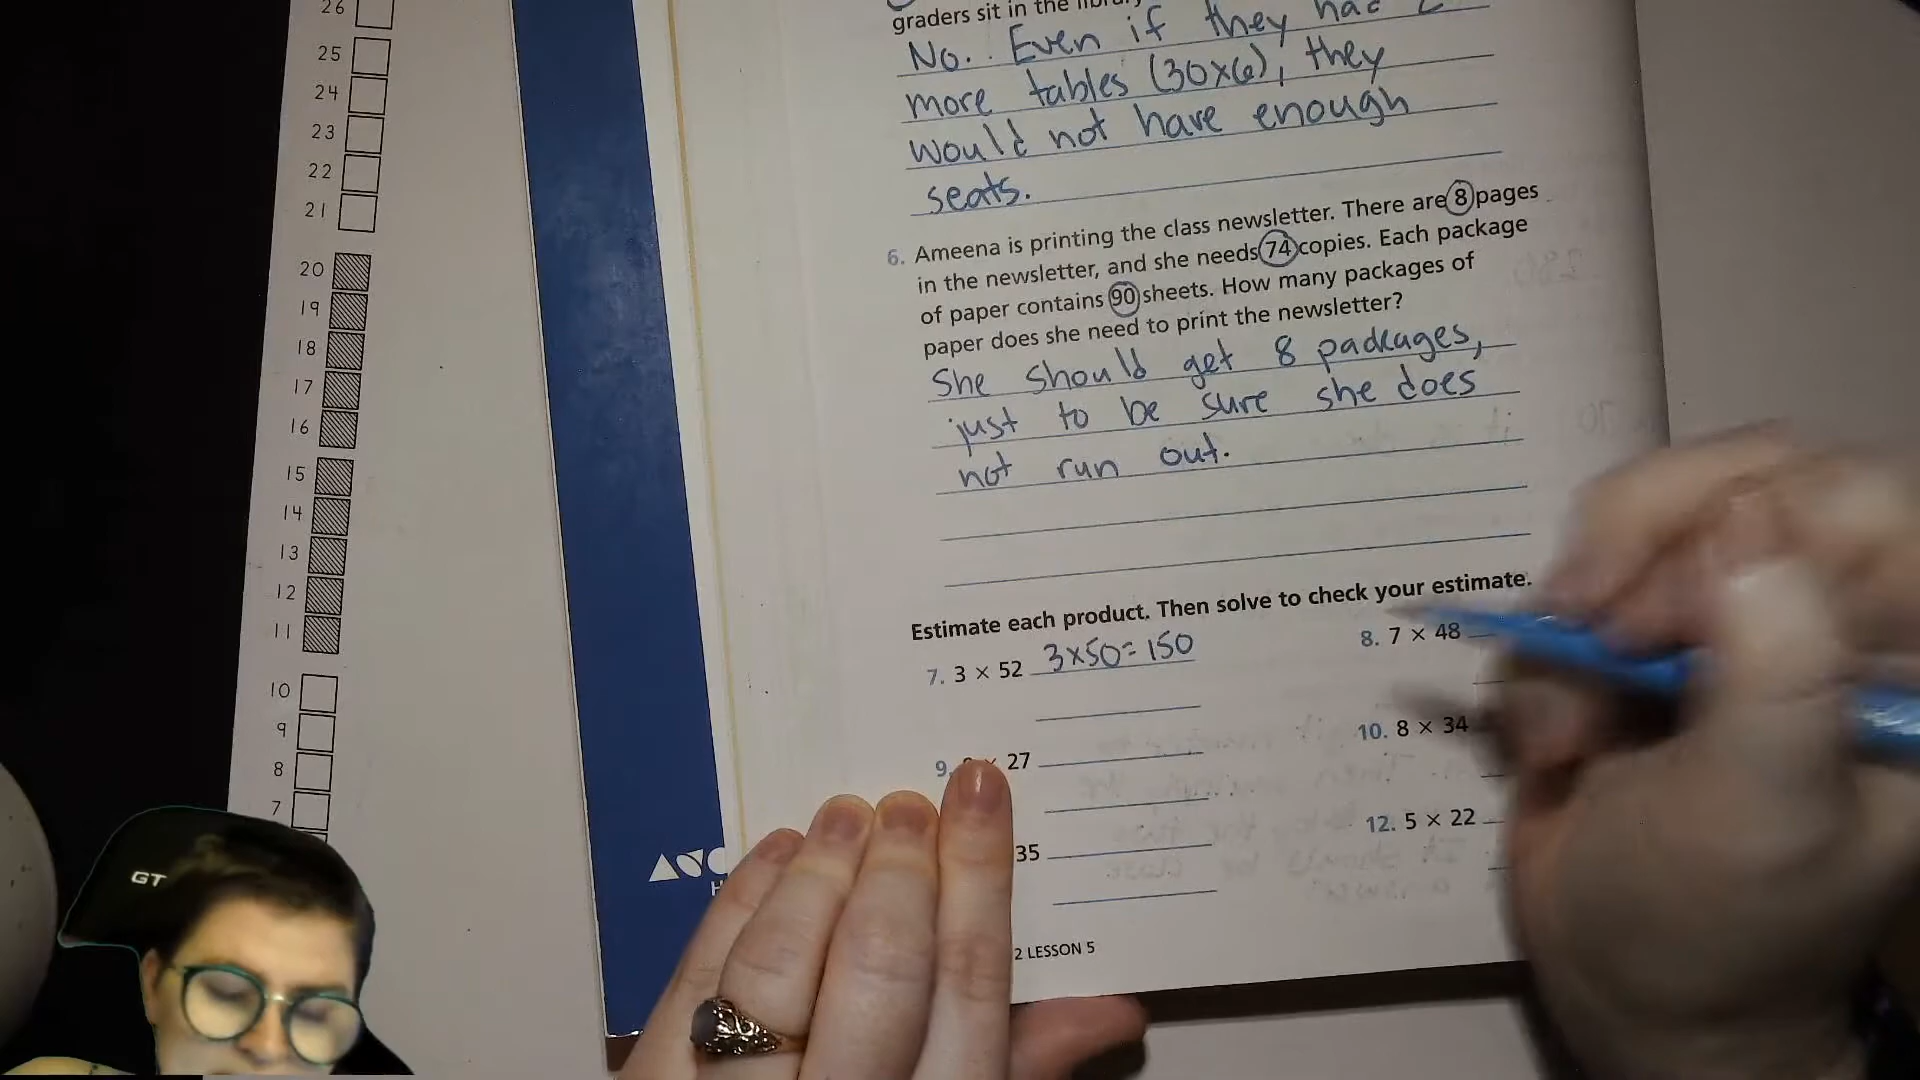 26
25
24
23
22
21
20
19
18
17
16
15
14
13
12
11
10
9
8
7
graders sit in the
No. Even if they had 2
more tables (30x6), they
would not have enough
seats.
6. Ameena is printing the class newsletter. There are 8 pages
in the newsletter, and she needs 74 copies. Each package
of paper contains 90 sheets. How many packages of
paper does she need to print the newsletter?
She should get 8 packages,
just to be sure she does
not run out.
Estimate each product. Then solve to check your estimate.
7. 3 × 52 3x50=150
8. 7 × 48
9. × 27
10. 8 × 34
35
12. 5 × 22
2 LESSON 5
GT